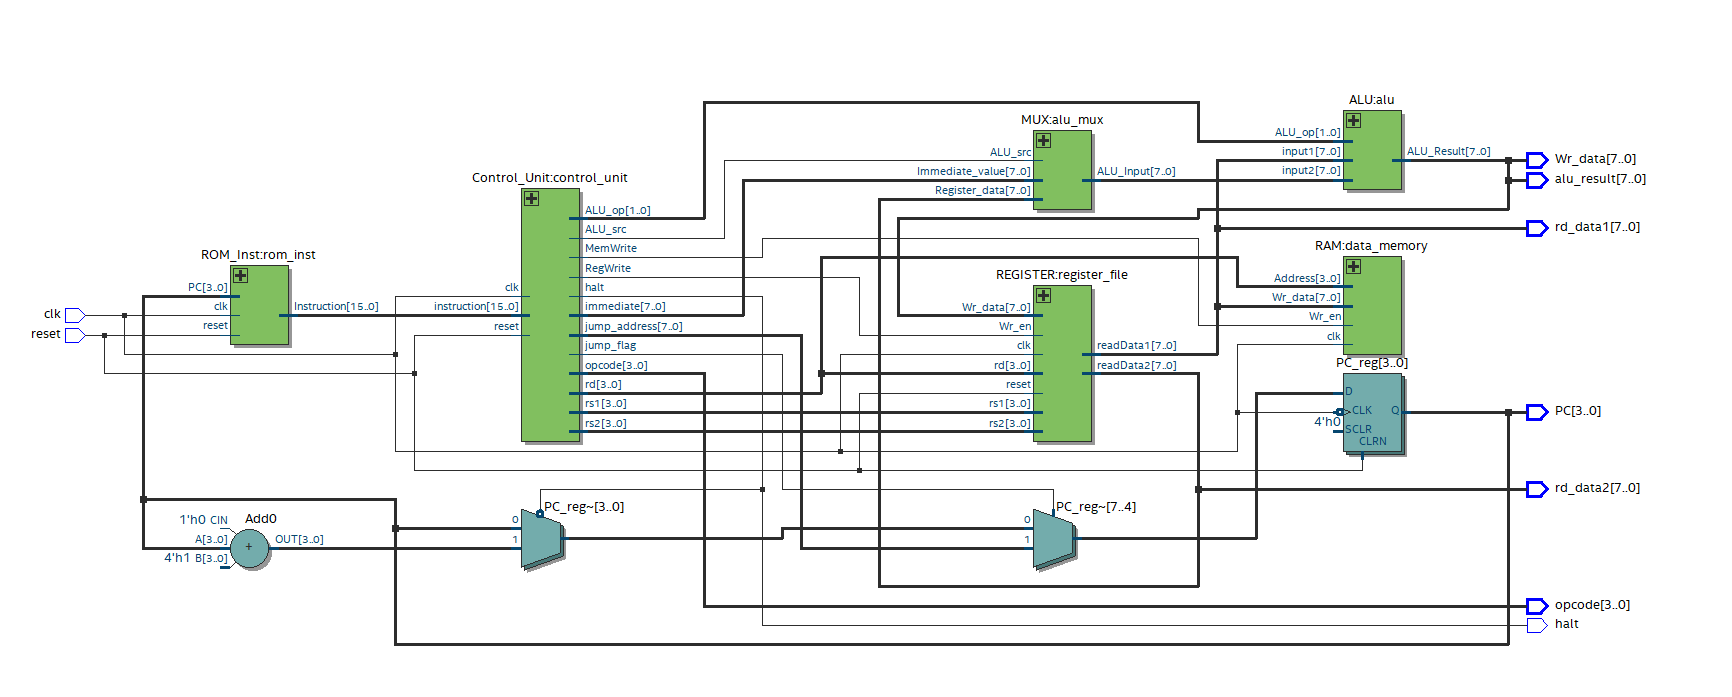 clk
reset
ROM_Inst:rom_inst
PC[3..0]
clk
reset
Instruction[15..0]
Control_Unit:control_unit
clk
instruction[15..0]
reset
ALU_op[1..0]
ALU_src
MemWrite
RegWrite
halt
immediate[7..0]
jump_address[7..0]
jump_flag
opcode[3..0]
rd[3..0]
rs1[3..0]
rs2[3..0]
MUX:alu_mux
ALU_src
Immediate_value[7..0]
Register_data[7..0]
ALU_Input[7..0]
REGISTER:register_file
Wr_data[7..0]
Wr_en
clk
rd[3..0]
reset
rs1[3..0]
rs2[3..0]
readData1[7..0]
readData2[7..0]
ALU:alu
ALU_op[1..0]
input1[7..0]
input2[7..0]
ALU_Result[7..0]
RAM:data_memory
Address[3..0]
Wr_data[7..0]
Wr_en
clk
PC_reg[3..0]
D
CLK
Q
4'h0
SCLR
CLRN
Add0
1'h0 CIN
A[3..0]
4'h1 B[3..0]
+
OUT[3..0]
PC_reg~[3..0]
0
1
PC_reg~[7..4]
0
1
Wr_data[7..0]
alu_result[7..0]
rd_data1[7..0]
PC[3..0]
rd_data2[7..0]
opcode[3..0]
halt